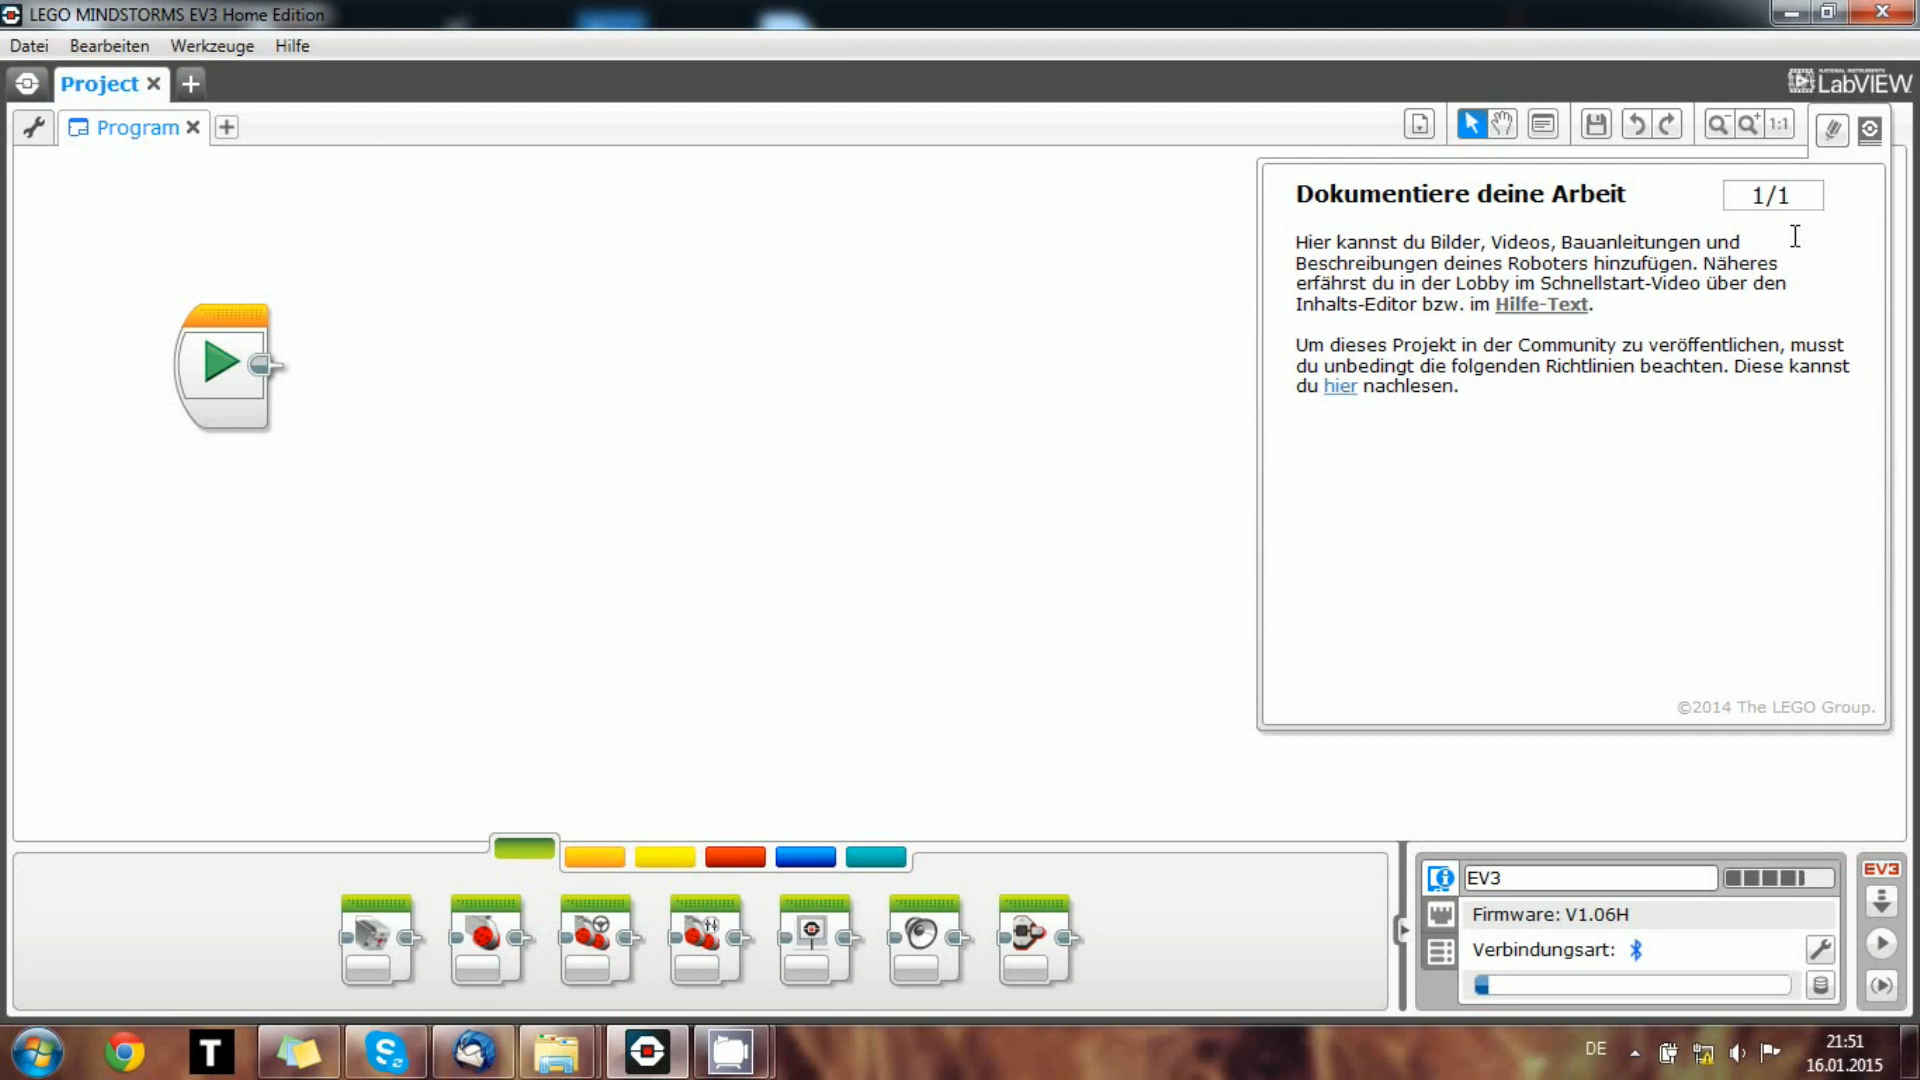 LEGO MINDSTORMS EV3 Home Edition
Datei Bearbeiten Werkzeuge Hilfe
Project
LabVIEW
Program
1:1
Dokumentiere deine Arbeit
1/1
Hier kannst du Bilder, Videos, Bauanleitungen und
Beschreibungen deines Roboters hinzufügen. Näheres
erfährst du in der Lobby im Schnellstart-Video über den
Inhalts-Editor bzw. im Hilfe-Text.
Um dieses Projekt in der Community zu veröffentlichen, musst
du unbedingt die folgenden Richtlinien beachten. Diese kannst
du hier nachlesen.
©2014 The LEGO Group.
EV3
EV3
Firmware: V1.06H
Verbindungsart:
T
DE
21:51
16.01.2015